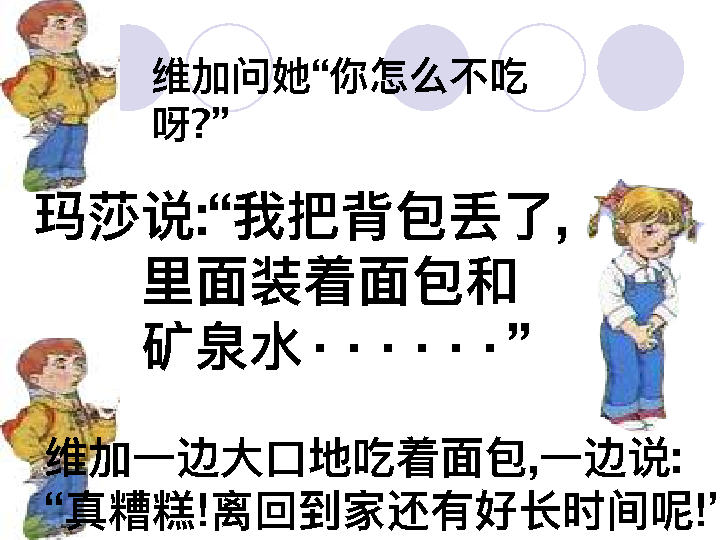 维加问她“你怎么不吃
呀?”
玛莎说:“我把背包丢了,
里面装着面包和
矿泉水······”
维加一边大口地吃着面包,一边说:
“真糟糕!离回到家还有好长时间呢!”